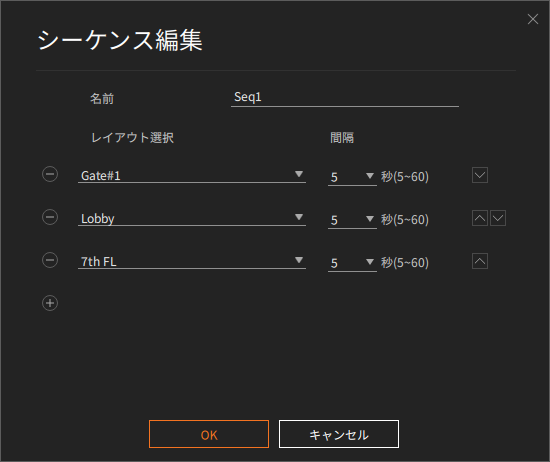 シーケンス編集
名前 Seq1
レイアウト選択 間隔
Gate#1 5 秒(5~60)
Lobby 5 秒(5~60)
7th FL 5 秒(5~60)
OK キャンセル